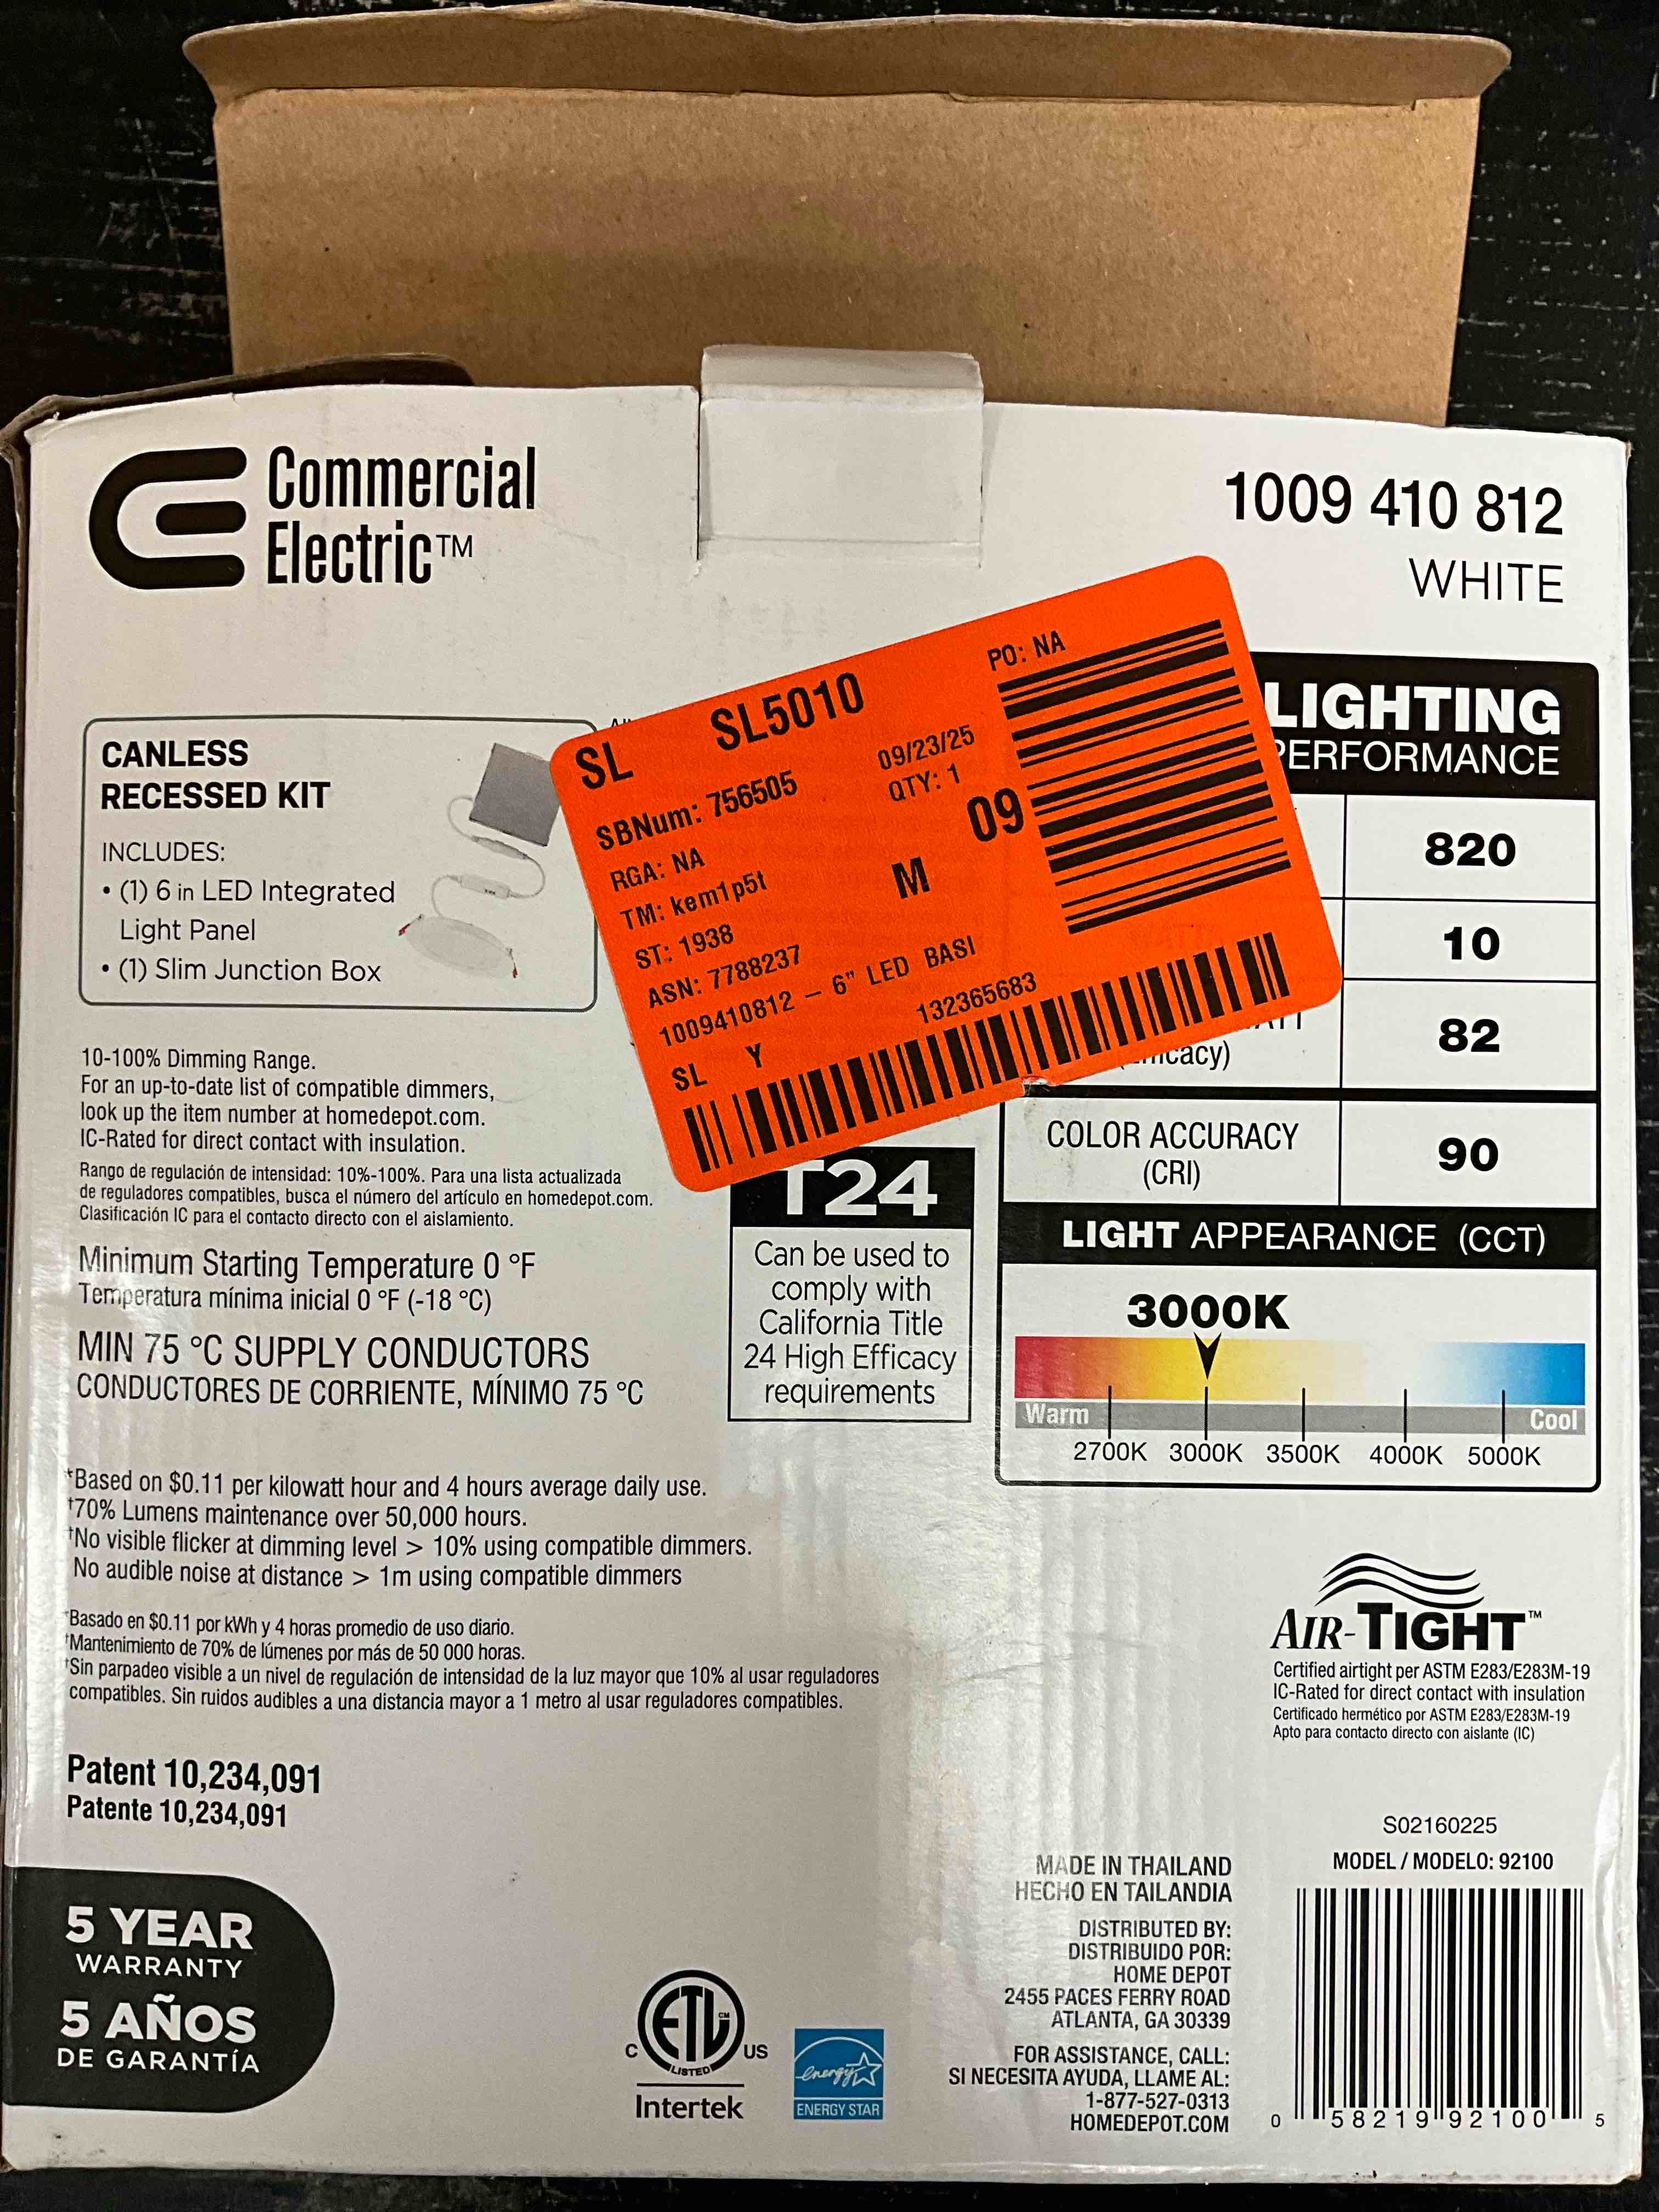 Commercial
Electric™
1009 410 812
WHITE
CANLESS
RECESSED KIT
INCLUDES:
• (1) 6 in LED Integrated
Light Panel
• (1) Slim Junction Box
SL SL5010 PO: NA
SBNum: 756505 09/23/25
RGA: NA QTY: 1
TM: kem1p5t M 09
ST: 1938
ASN: 7788237
1009410812 – 6" LED BASI
SL Y 132365683
LIGHTING
PERFORMANCE
820
10
82
COLOR ACCURACY
(CRI)
90
LIGHT APPEARANCE (CCT)
3000K
Warm Cool
2700K 3000K 3500K 4000K 5000K
10-100% Dimming Range.
For an up-to-date list of compatible dimmers,
look up the item number at homedepot.com.
IC-Rated for direct contact with insulation.
Rango de regulación de intensidad: 10%-100%. Para una lista actualizada
de reguladores compatibles, busca el número del artículo en homedepot.com.
Clasificación IC para el contacto directo con el aislamiento.
Minimum Starting Temperature 0 °F
Temperatura mínima inicial 0 °F (-18 °C)
MIN 75 °C SUPPLY CONDUCTORS
CONDUCTORES DE CORRIENTE, MÍNIMO 75 °C
T24
Can be used to
comply with
California Title
24 High Efficacy
requirements
*Based on $0.11 per kilowatt hour and 4 hours average daily use.
†70% Lumens maintenance over 50,000 hours.
†No visible flicker at dimming level > 10% using compatible dimmers.
No audible noise at distance > 1m using compatible dimmers
*Basado en $0.11 por kWh y 4 horas promedio de uso diario.
†Mantenimiento de 70% de lúmenes por más de 50 000 horas.
†Sin parpadeo visible a un nivel de regulación de intensidad de la luz mayor que 10% al usar reguladores
compatibles. Sin ruidos audibles a una distancia mayor a 1 metro al usar reguladores compatibles.
AIR-TIGHT™
Certified airtight per ASTM E283/E283M-19
IC-Rated for direct contact with insulation
Certificado hermético por ASTM E283/E283M-19
Apto para contacto directo con aislante (IC)
Patent 10,234,091
Patente 10,234,091
5 YEAR
WARRANTY
5 AÑOS
DE GARANTÍA
ETL CM
LISTED
C US
Intertek
energy
ENERGY STAR
MADE IN THAILAND
HECHO EN TAILANDIA
DISTRIBUTED BY:
DISTRIBUIDO POR:
HOME DEPOT
2455 PACES FERRY ROAD
ATLANTA, GA 30339
FOR ASSISTANCE, CALL:
SI NECESITA AYUDA, LLAME AL:
1-877-527-0313
HOMEDEPOT.COM
S02160225
MODEL / MODELO: 92100
0 58219 92100 5